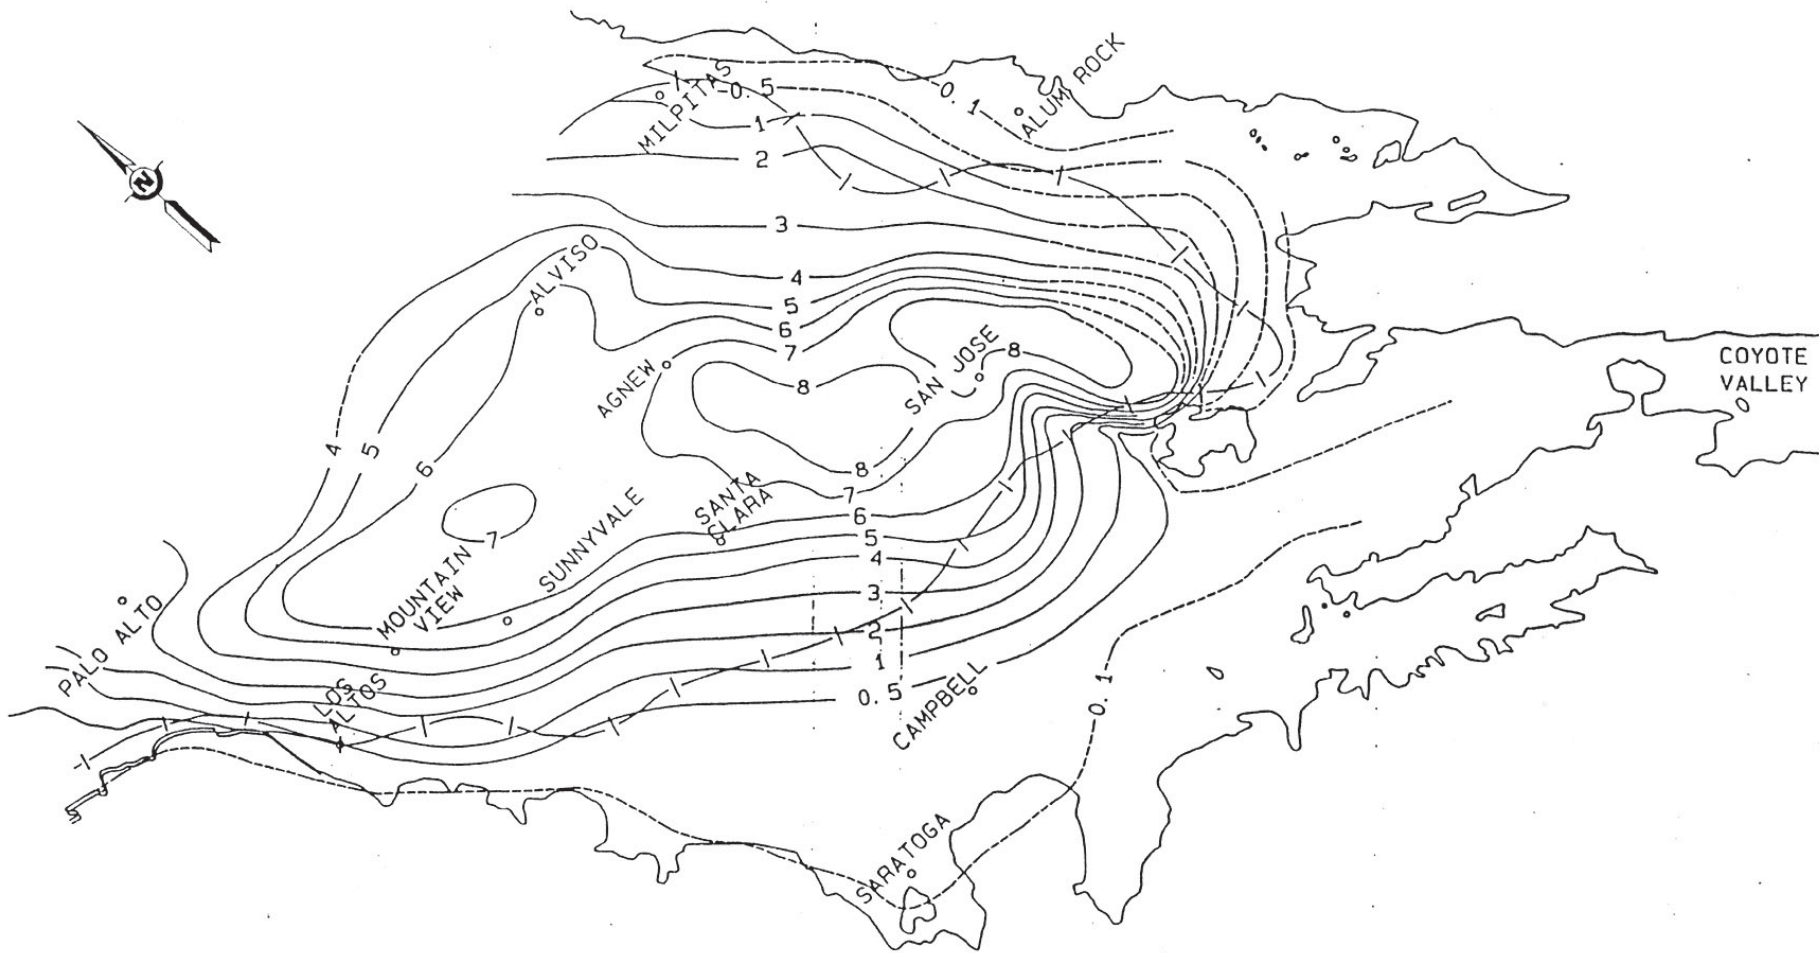 ALUM ROCK
MILPITAS
0.5
0.1
1
2
N
3
ALVISO
4
5
6
7
8
SAN JOSE
8
AGNEW
8
COYOTE
VALLEY
4
5
6
7
SUNNYVALE
SANTA
CLARA
8
7
6
5
4
3
2
1
0.5
MOUNTAIN
VIEW
PALO ALTO
LOS
ALTOS
CAMPBELL
0.1
SARATOGA